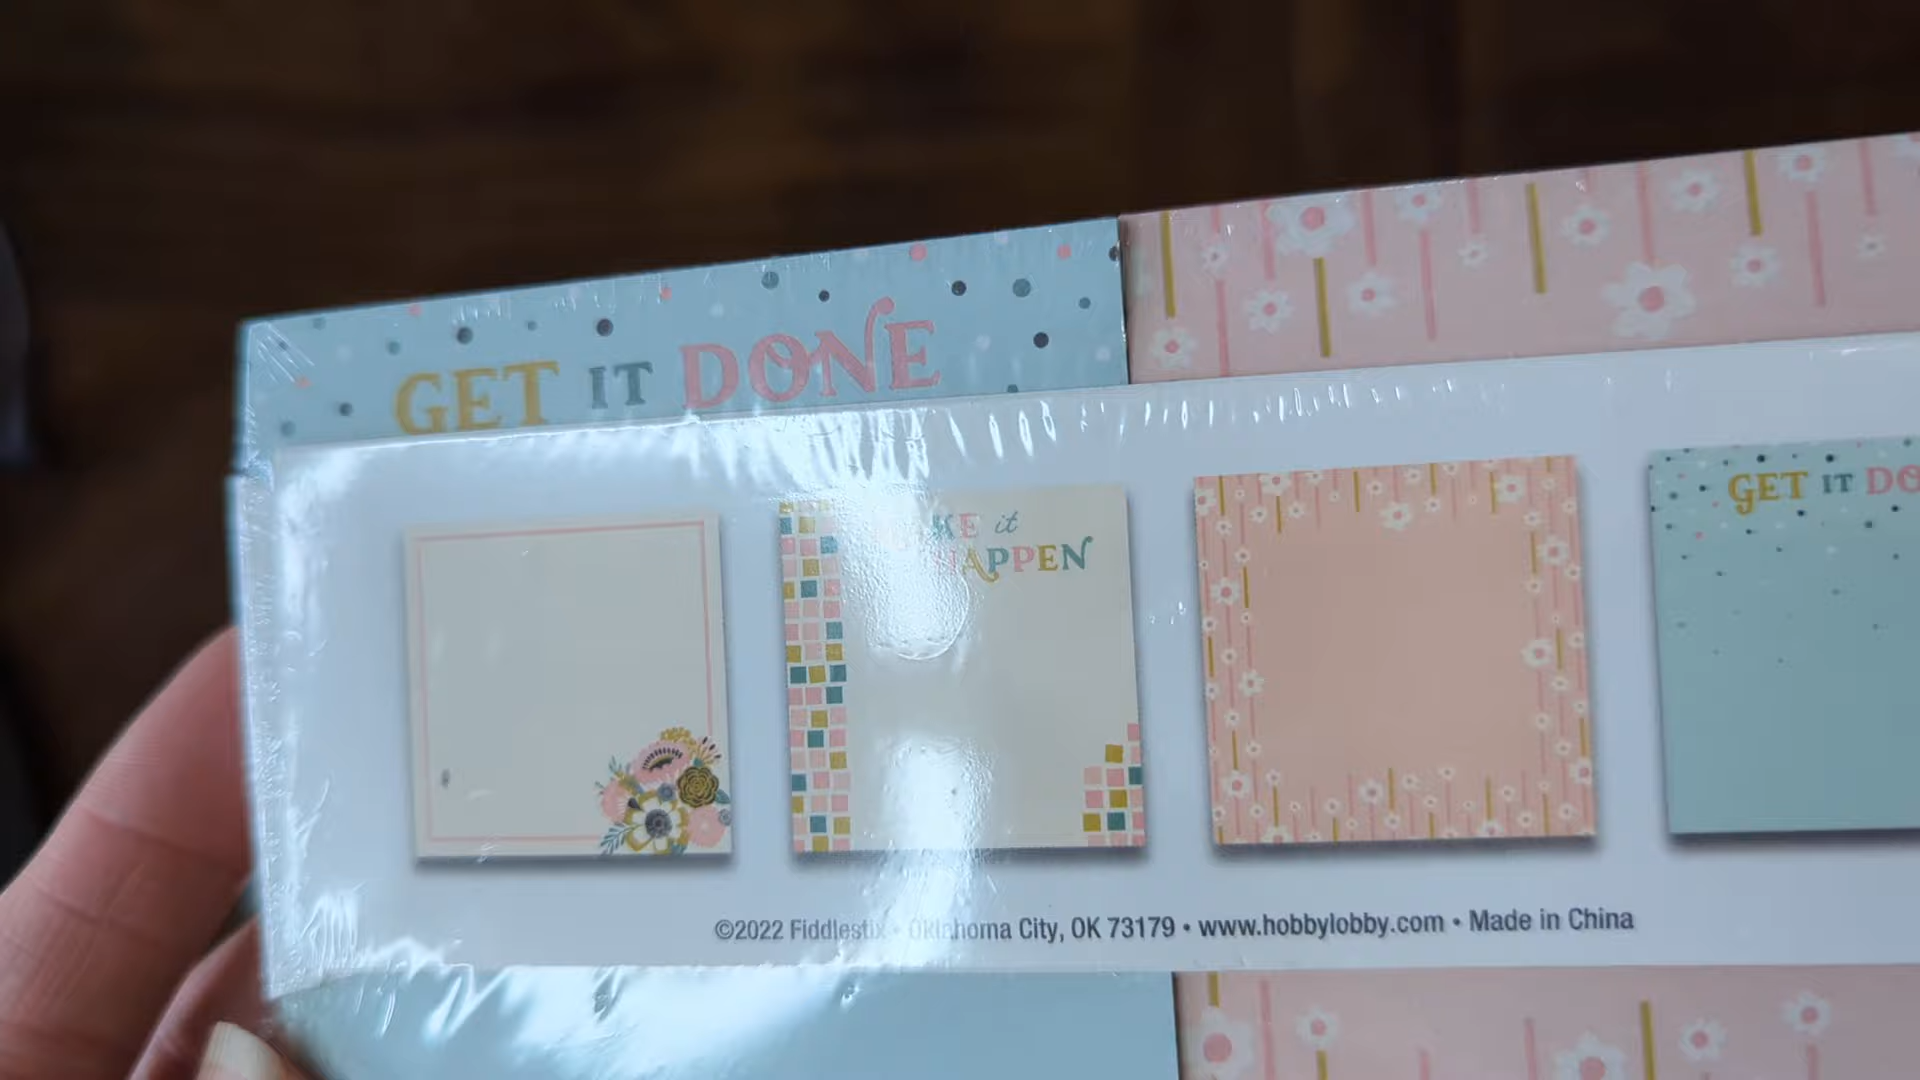 GET IT DONE
KE it
HAPPEN
GET IT DO
©2022 Fiddlestix • Oklahoma City, OK 73179 • www.hobbylobby.com • Made in China